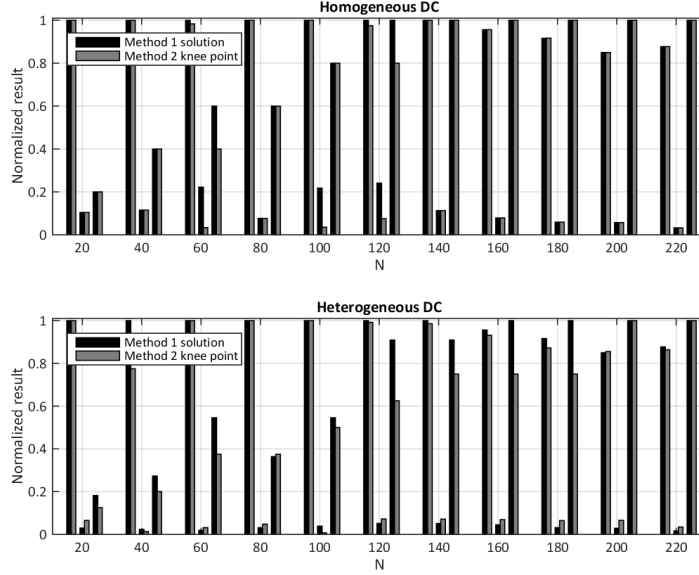 Homogeneous DC
Normalized result
1
0.8
0.6
0.4
0.2
0
Method 1 solution
Method 2 knee point
20 40 60 80 100 120 140 160 180 200 220
N
Heterogeneous DC
Normalized result
1
0.8
0.6
0.4
0.2
0
Method 1 solution
Method 2 knee point
20 40 60 80 100 120 140 160 180 200 220
N